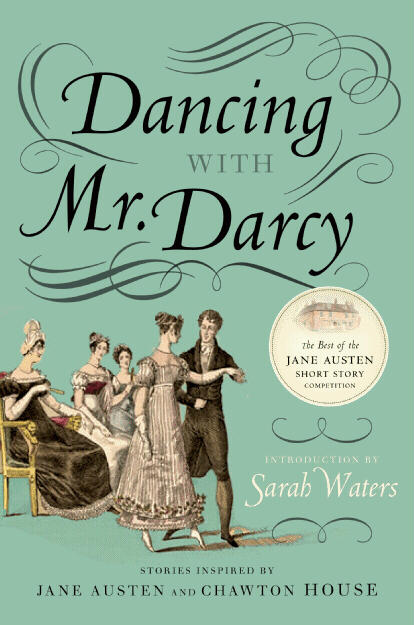 Dancing
WITH
Mr. Darcy
The Best of the
JANE AUSTEN
SHORT STORY
COMPETITION
INTRODUCTION BY
Sarah Waters
STORIES INSPIRED BY
JANE AUSTEN AND CHAWTON HOUSE